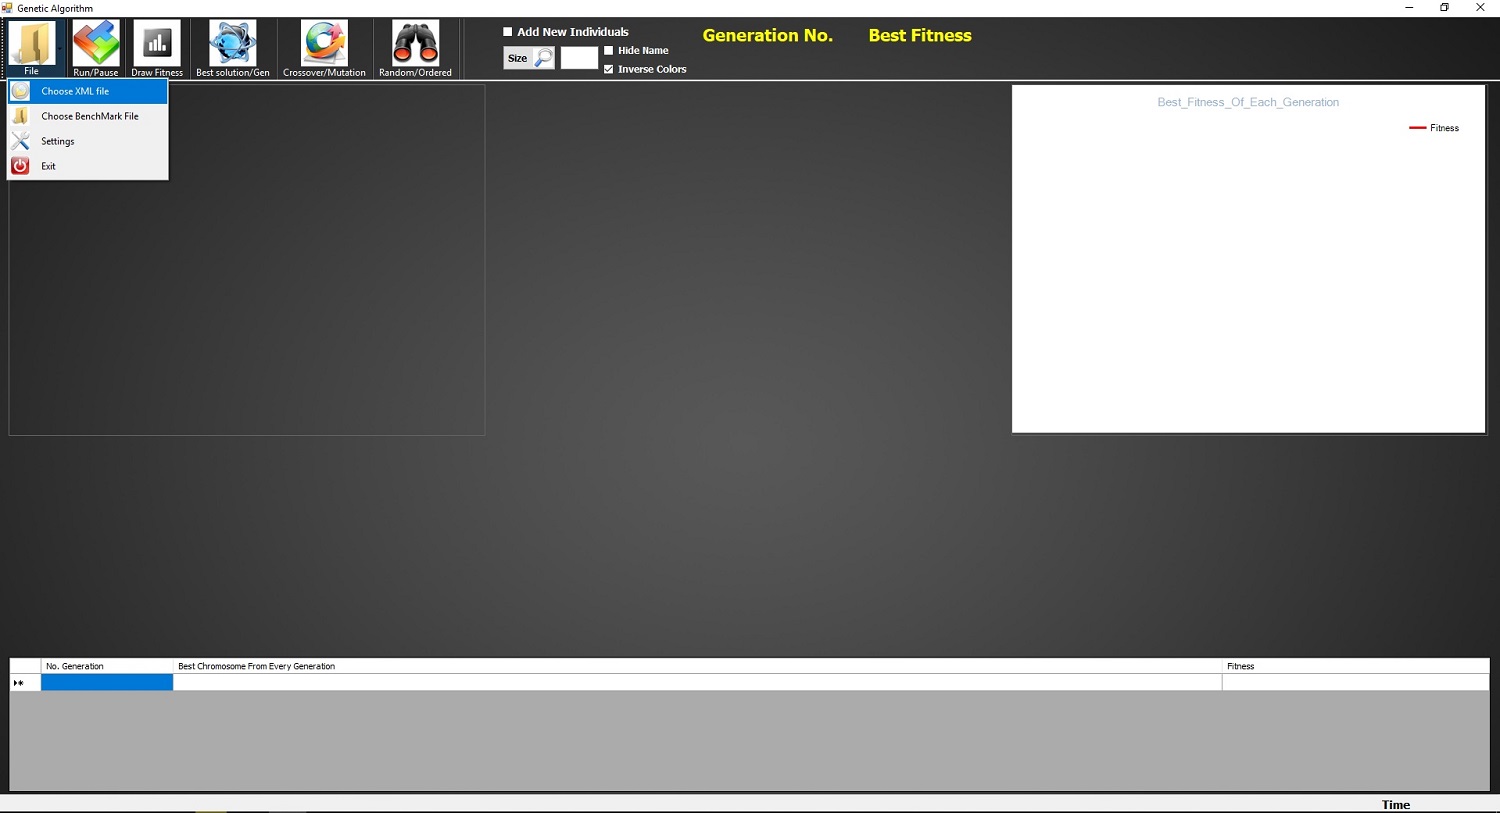 Genetic Algorithm
File
Run/Pause
Draw Fitness
Best solution/Gen
Crossover/Mutation
Random/Ordered
Add New Individuals
Size
Hide Name
Inverse Colors
Generation No.
Best Fitness
Choose XML file
Choose BenchMark File
Settings
Exit
Best_Fitness_Of_Each_Generation
Fitness
No. Generation
Best Chromosome From Every Generation
Fitness
Time